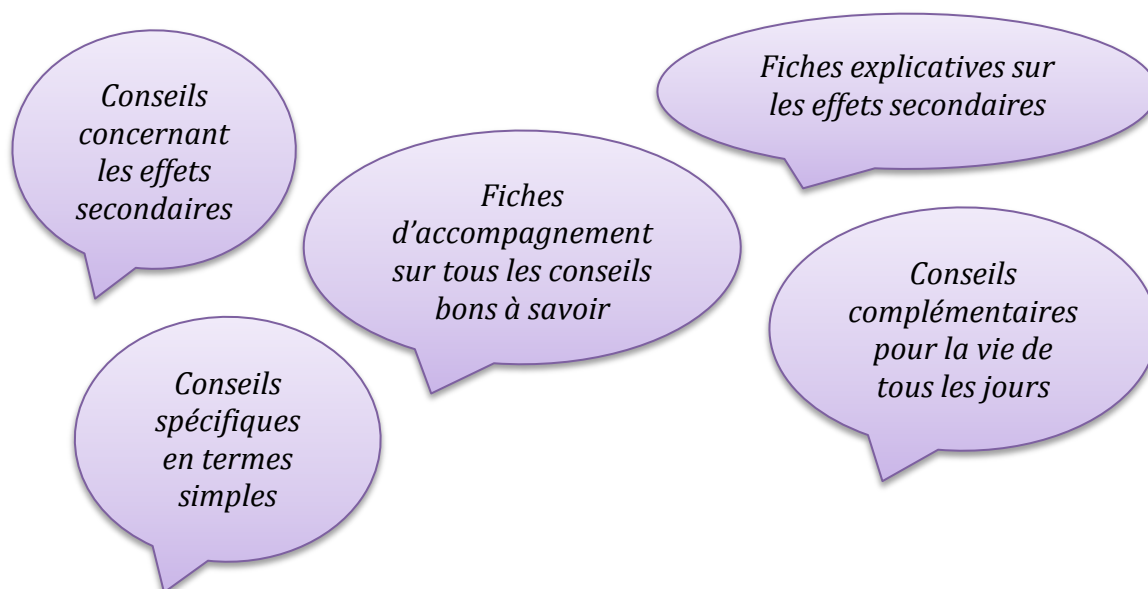 Conseils
concernant
les effets
secondaires
Fiches explicatives sur
les effets secondaires
Fiches
d’accompagnement
sur tous les conseils
bons à savoir
Conseils
complémentaires
pour la vie de
tous les jours
Conseils
spécifiques
en termes
simples